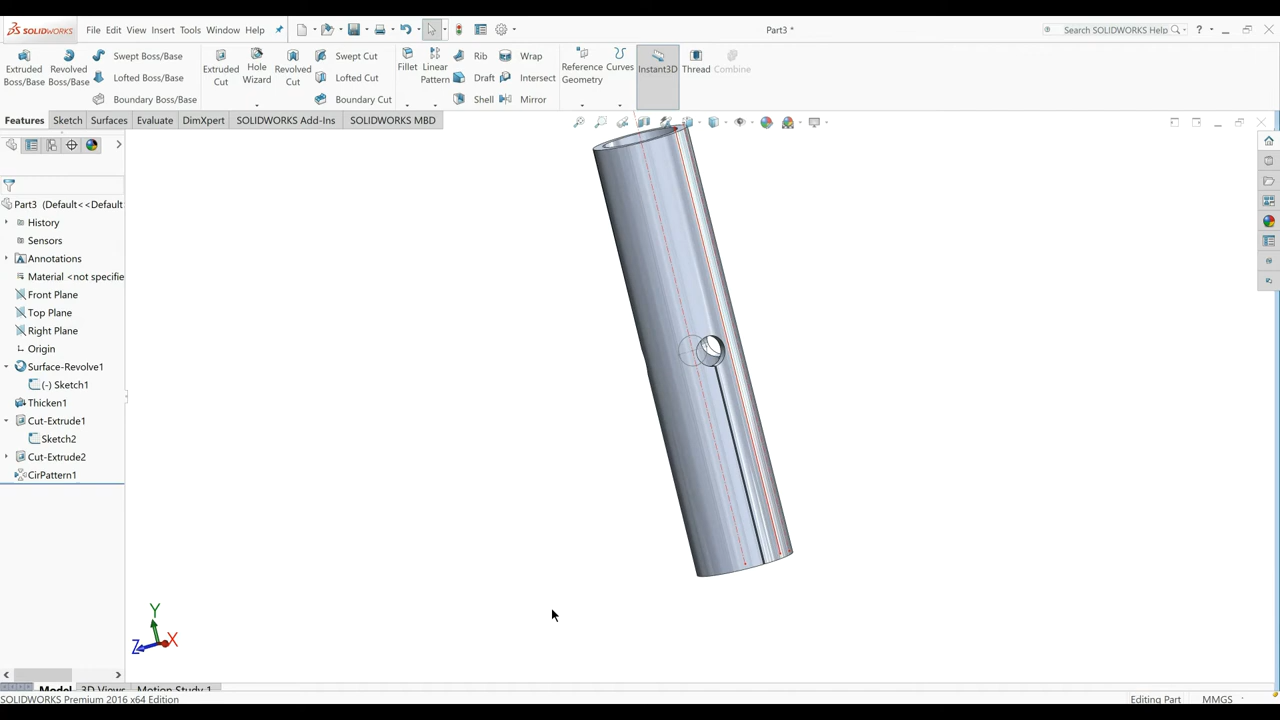 SOLIDWORKS File Edit View Insert Tools Window Help Part3 * Search SOLIDWORKS Help
Extruded Boss/Base Revolved Boss/Base Swept Boss/Base Lofted Boss/Base Boundary Boss/Base Extruded Cut Hole Wizard Revolved Cut Swept Cut Lofted Cut Boundary Cut Fillet Linear Pattern Rib Draft Shell Wrap Intersect Mirror Reference Geometry Curves Instant3D Thread Combine
Features Sketch Surfaces Evaluate DimXpert SOLIDWORKS Add-Ins SOLIDWORKS MBD
Part3 (Default<<Default
History
Sensors
Annotations
Material <not specifie
Front Plane
Top Plane
Right Plane
Origin
Surface-Revolve1
(-) Sketch1
Thicken1
Cut-Extrude1
Sketch2
Cut-Extrude2
CirPattern1
Y
Z X
Model 3D Views Motion Study 1
SOLIDWORKS Premium 2016 x64 Edition Editing Part MMGS